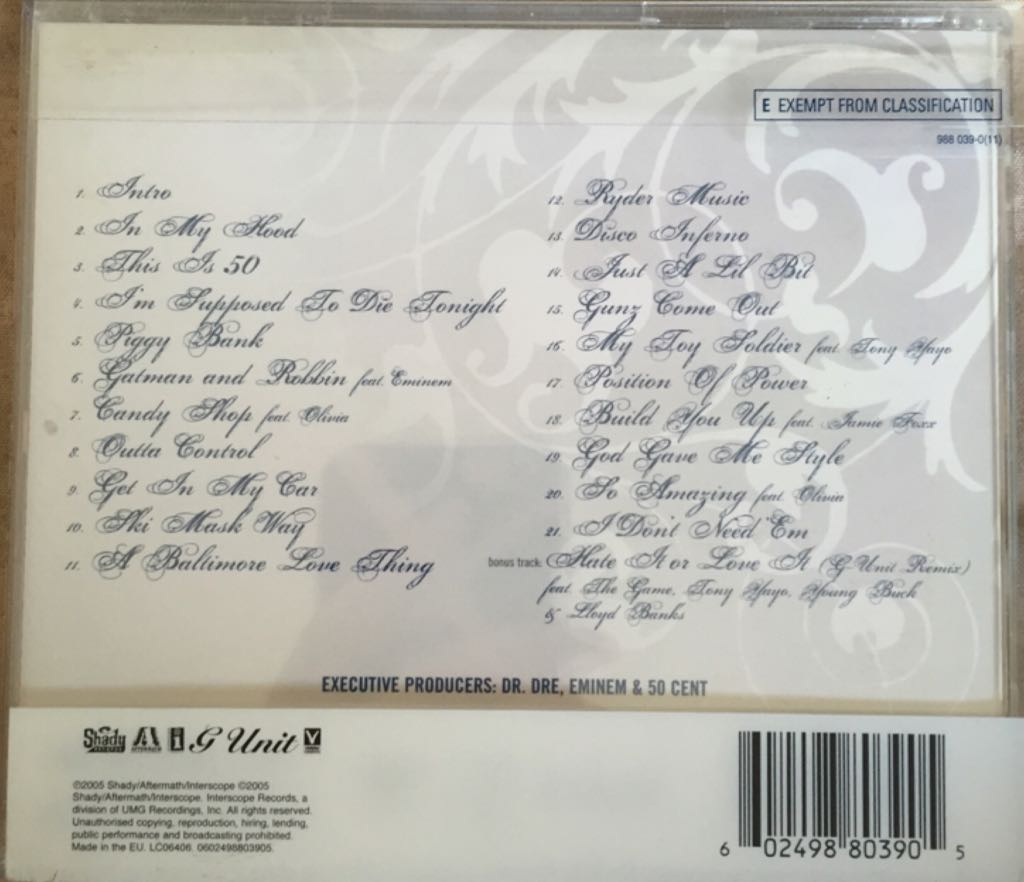 E EXEMPT FROM CLASSIFICATION
988 039-0(11)
1. Intro
2. In My Hood
3. This Is 50
4. I'm Supposed To Die Tonight
5. Piggy Bank
6. Gatman and Robbin feat. Eminem
7. Candy Shop feat. Olivia
8. Outta Control
9. Get In My Car
10. Ski Mask Way
11. A Baltimore Love Thing
12. Ryder Music
13. Disco Inferno
14. Just A Lil Bit
15. Gunz Come Out
16. My Toy Soldier feat. Tony Yayo
17. Position Of Power
18. Build You Up feat. Jamie Foxx
19. God Gave Me Style
20. So Amazing feat. Olivia
21. I Don't Need 'Em
bonus track: Hate It or Love It (G Unit Remix)
feat. The Game, Tony Yayo, Young Buck
& Lloyd Banks
EXECUTIVE PRODUCERS: DR. DRE, EMINEM & 50 CENT
Shady G Unit
℗2005 Shady/Aftermath/Interscope ©2005
Shady/Aftermath/Interscope. Interscope Records, a
division of UMG Recordings, Inc. All rights reserved.
Unauthorised copying, reproduction, hiring, lending,
public performance and broadcasting prohibited.
Made in the EU. LC06406. 0602498803905.
6 02498 80390 5